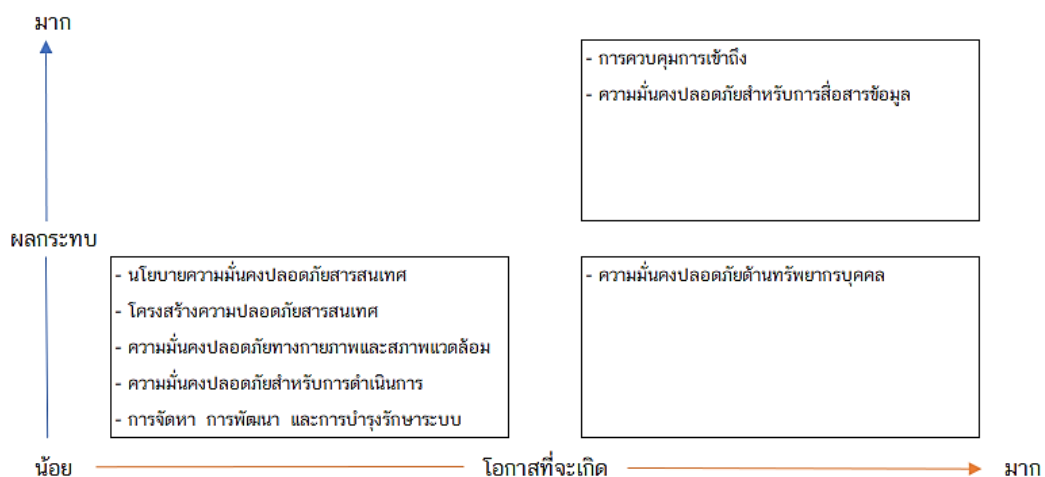 มาก
- การควบคุมการเข้าถึง
- ความมั่นคงปลอดภัยสำหรับการสื่อสารข้อมูล
ผลกระทบ
- นโยบายความมั่นคงปลอดภัยสารสนเทศ
- โครงสร้างความปลอดภัยสารสนเทศ
- ความมั่นคงปลอดภัยทางกายภาพและสภาพแวดล้อม
- ความมั่นคงปลอดภัยสำหรับการดำเนินการ
- การจัดหา การพัฒนา และการบำรุงรักษาระบบ
- ความมั่นคงปลอดภัยด้านทรัพยากรบุคคล
น้อย โอกาสที่จะเกิด มาก